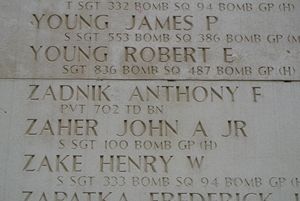 T SGT 332 BOMB SQ 94 BOMB GP (H)
YOUNG JAMES P
S SGT 553 BOMB SQ 386 BOMB GP (M
YOUNG ROBERT E
SGT 836 BOMB SQ 487 BOMB GP (H)
ZADNIK ANTHONY F
PVT 702 TD BN
ZAHER JOHN A JR
S SGT 100 BOMB GP (H)
ZAKE HENRY W
S SGT 333 BOMB SQ 94 BOMB GP (H)
ZAPATKA FREDERICK